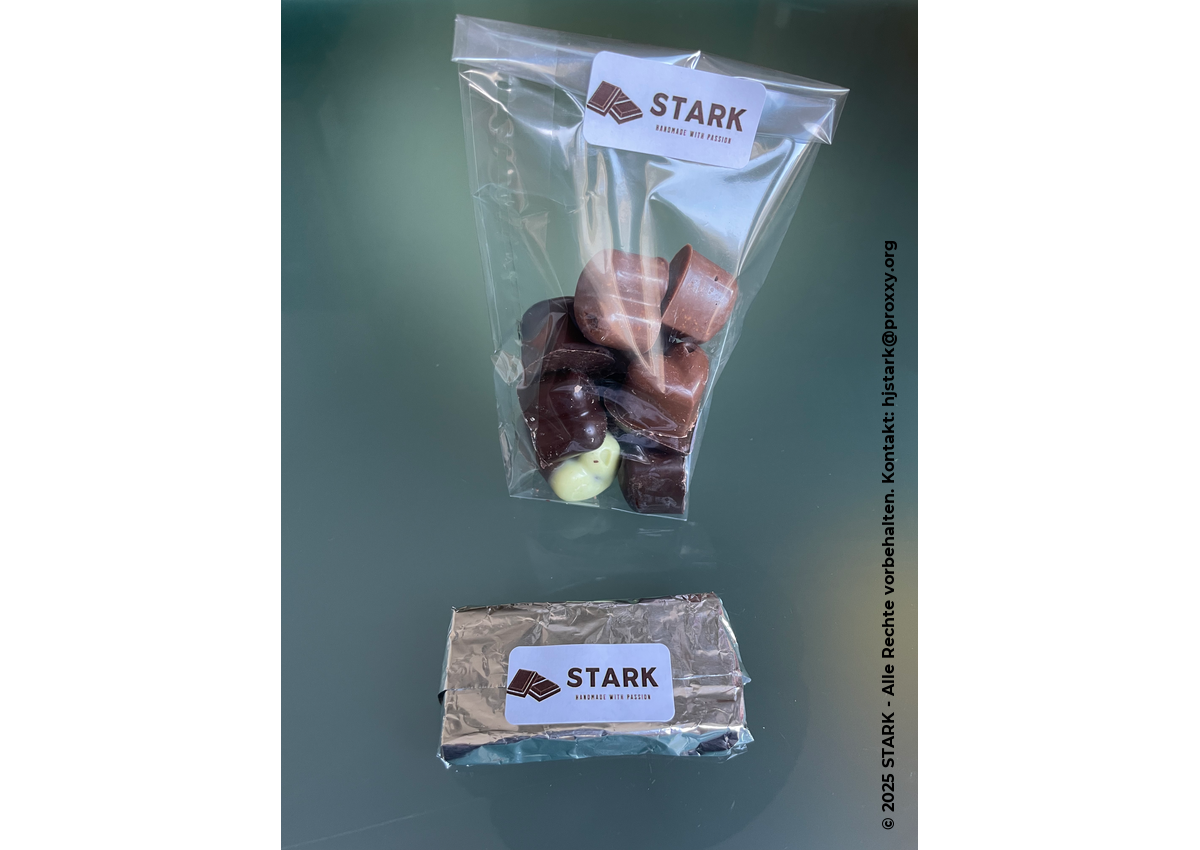 STARK
HANDMADE WITH PASSION
STARK
HANDMADE WITH PASSION
© 2025 STARK - Alle Rechte vorbehalten. Kontakt: hjstark@proxxy.org